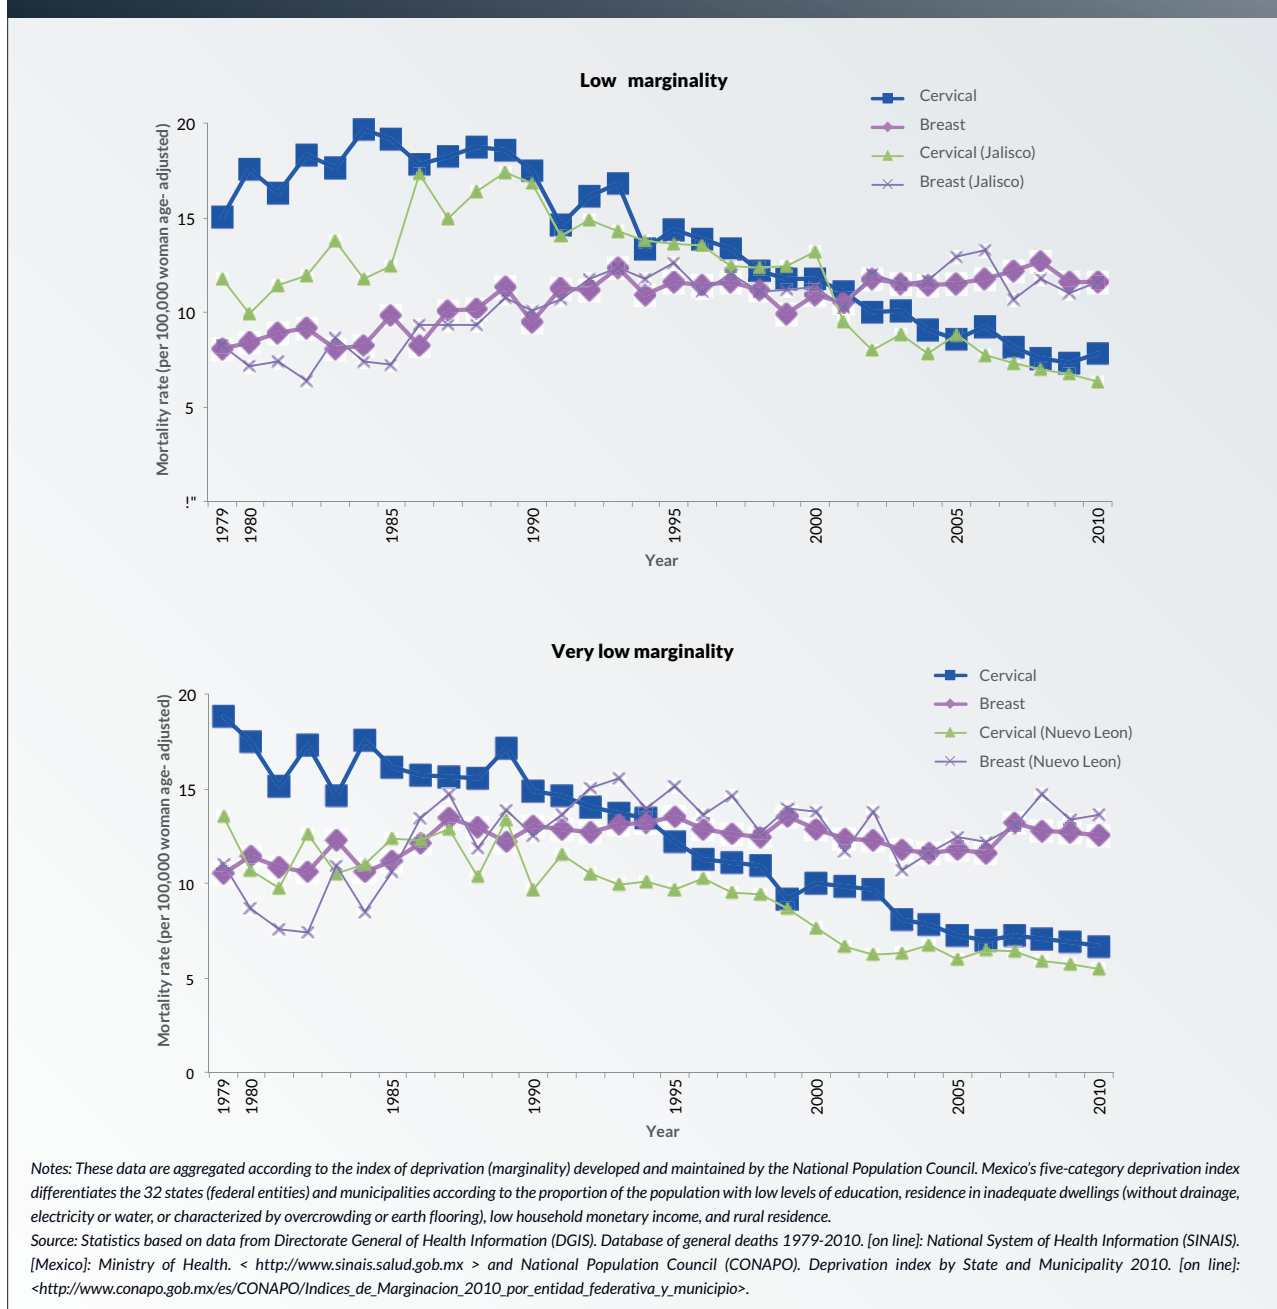 Low marginality
Cervical
Breast
Cervical (Jalisco)
Breast (Jalisco)
Mortality rate (per 100,000 woman age- adjusted)
20
15
10
5
!"
1979 1980 1985 1990 1995 2000 2005 2010
Year
Very low marginality
Cervical
Breast
Cervical (Nuevo Leon)
Breast (Nuevo Leon)
Mortality rate (per 100,000 woman age- adjusted)
20
15
10
5
0
1979 1980 1985 1990 1995 2000 2005 2010
Year
Notes: These data are aggregated according to the index of deprivation (marginality) developed and maintained by the National Population Council. Mexico's five-category deprivation index
differentiates the 32 states (federal entities) and municipalities according to the proportion of the population with low levels of education, residence in inadequate dwellings (without drainage,
electricity or water, or characterized by overcrowding or earth flooring), low household monetary income, and rural residence.
Source: Statistics based on data from Directorate General of Health Information (DGIS). Database of general deaths 1979-2010. [on line]: National System of Health Information (SINAIS).
[Mexico]: Ministry of Health. < http://www.sinais.salud.gob.mx > and National Population Council (CONAPO). Deprivation index by State and Municipality 2010. [on line]:
<http://www.conapo.gob.mx/es/CONAPO/Indices_de_Marginacion_2010_por_entidad_federativa_y_municipio>.